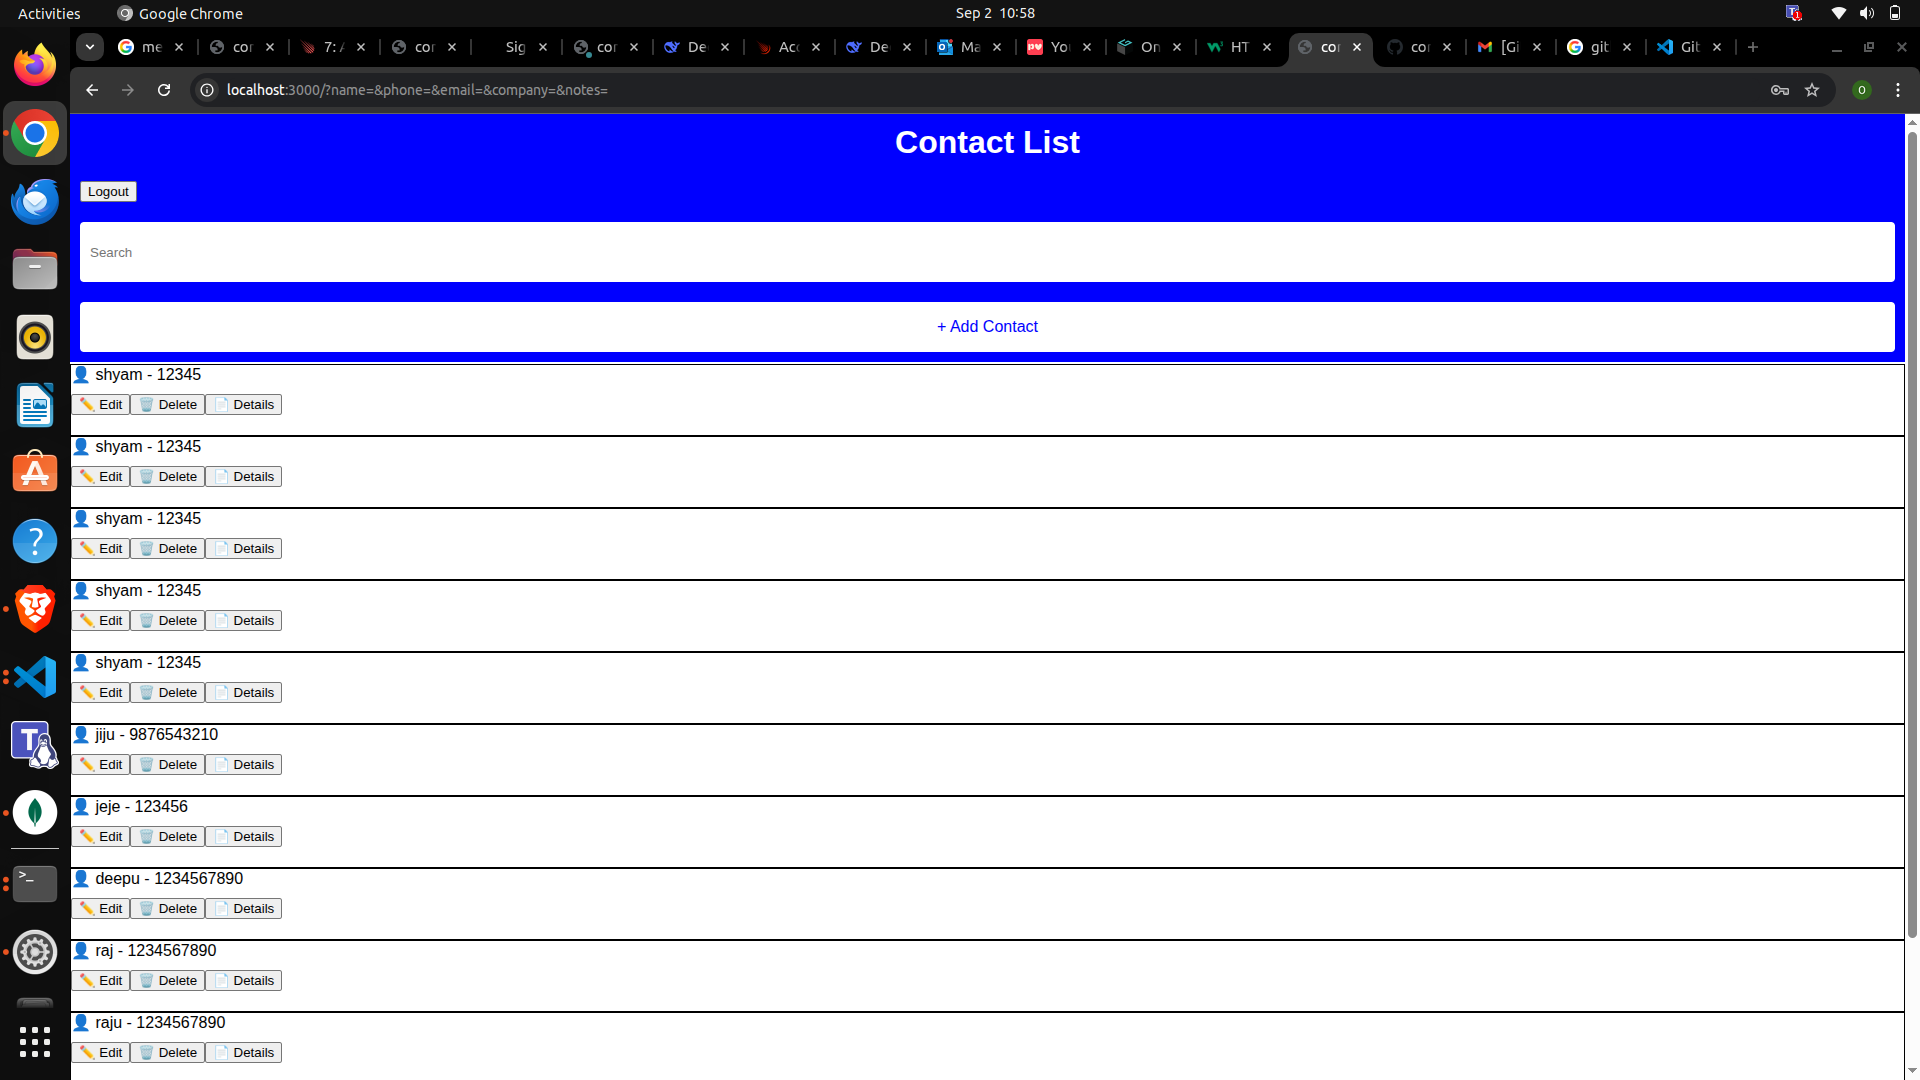 Activities
Google Chrome
Sep 2 10:58
me
cor
7: A
cor
Sig
cor
De
Acc
De
Ma
You
On
HT
cor
cor
[Gi
git
Git
localhost:3000/?name=&phone=&email=&company=&notes=
O
Contact List
Logout
Search
+ Add Contact
shyam - 12345
Edit Delete Details
shyam - 12345
Edit Delete Details
shyam - 12345
Edit Delete Details
shyam - 12345
Edit Delete Details
shyam - 12345
Edit Delete Details
jiju - 9876543210
Edit Delete Details
jeje - 123456
Edit Delete Details
deepu - 1234567890
Edit Delete Details
raj - 1234567890
Edit Delete Details
raju - 1234567890
Edit Delete Details